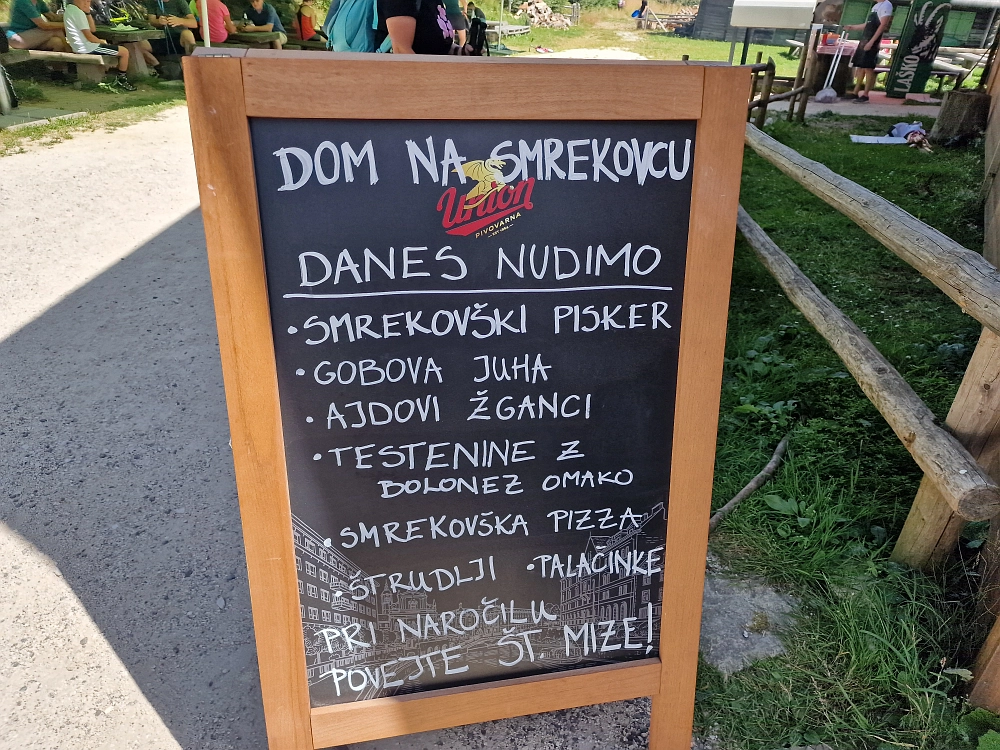 DOM NA SMREKOVCU
Union
PIVOVARNA
DANES NUDIMO
• SMREKOVŠKI PISKER
• GOBOVA JUHA
• AJDOVI ŽGANCI
• TESTENINE Z
BOLONEZ OMAKO
• SMREKOVŠKA PIZZA
• ŠTRUDLJI • PALAČINKE
PRI NAROČILU
POVEJTE ŠT. MIZE!
LAŠKO